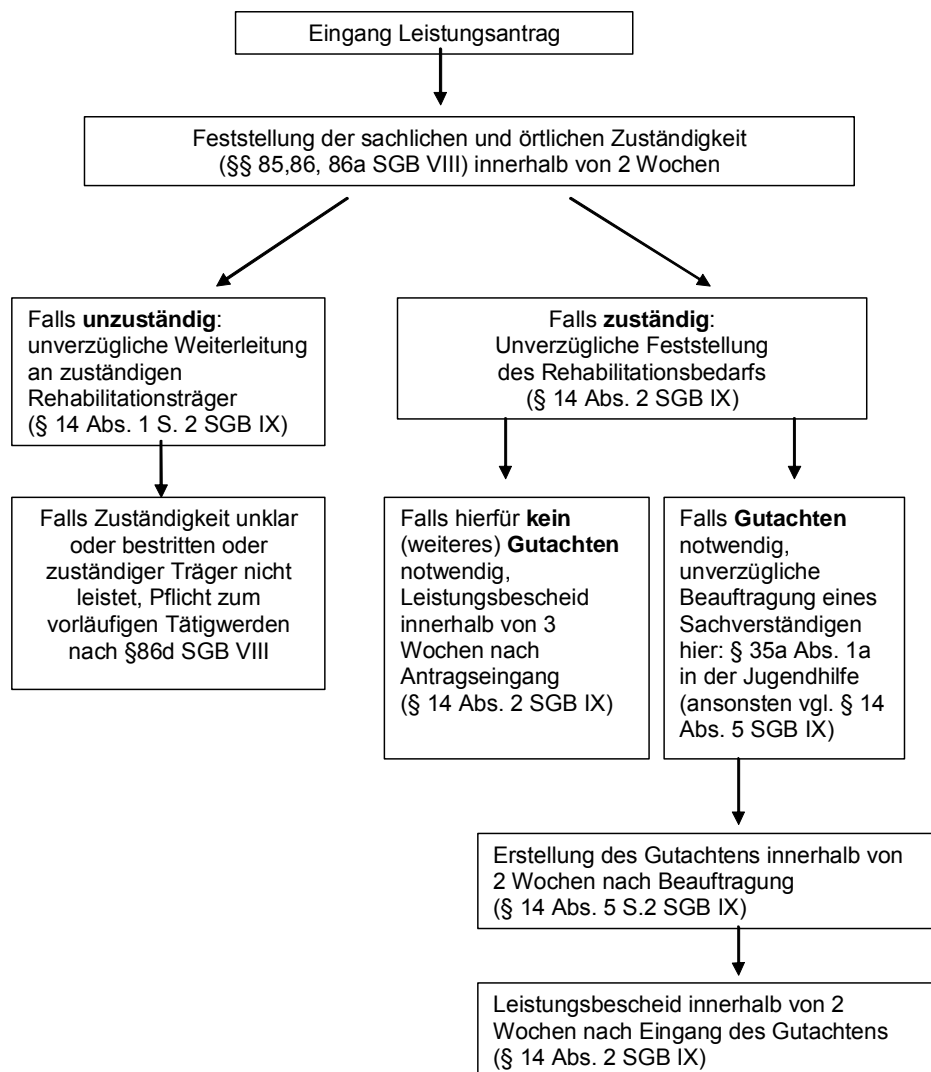 Eingang Leistungsantrag
Feststellung der sachlichen und örtlichen Zuständigkeit
(§§ 85,86, 86a SGB VIII) innerhalb von 2 Wochen
Falls unzuständig:
unverzügliche Weiterleitung
an zuständigen
Rehabilitationsträger
(§ 14 Abs. 1 S. 2 SGB IX)
Falls zuständig:
Unverzügliche Feststellung
des Rehabilitationsbedarfs
(§ 14 Abs. 2 SGB IX)
Falls Zuständigkeit unklar
oder bestritten oder
zuständiger Träger nicht
leistet, Pflicht zum
vorläufigen Tätigwerden
nach §86d SGB VIII
Falls hierfür kein
(weiteres) Gutachten
notwendig,
Leistungsbescheid
innerhalb von 3
Wochen nach
Antragseingang
(§ 14 Abs. 2 SGB IX)
Falls Gutachten
notwendig,
unverzügliche
Beauftragung eines
Sachverständigen
hier: § 35a Abs. 1a
in der Jugendhilfe
(ansonsten vgl. § 14
Abs. 5 SGB IX)
Erstellung des Gutachtens innerhalb von
2 Wochen nach Beauftragung
(§ 14 Abs. 5 S.2 SGB IX)
Leistungsbescheid innerhalb von 2
Wochen nach Eingang des Gutachtens
(§ 14 Abs. 2 SGB IX)